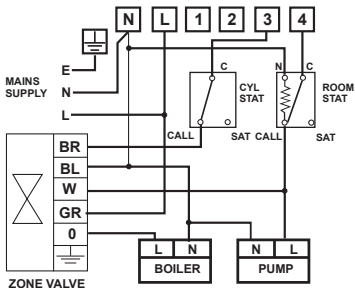 N L 1 2 3 4
E
MAINS SUPPLY
N
L
C
CYL STAT
CALL SAT
N C
ROOM STAT
CALL SAT
BR
BL
W
GR
0
ZONE VALVE
L N
BOILER
N L
PUMP